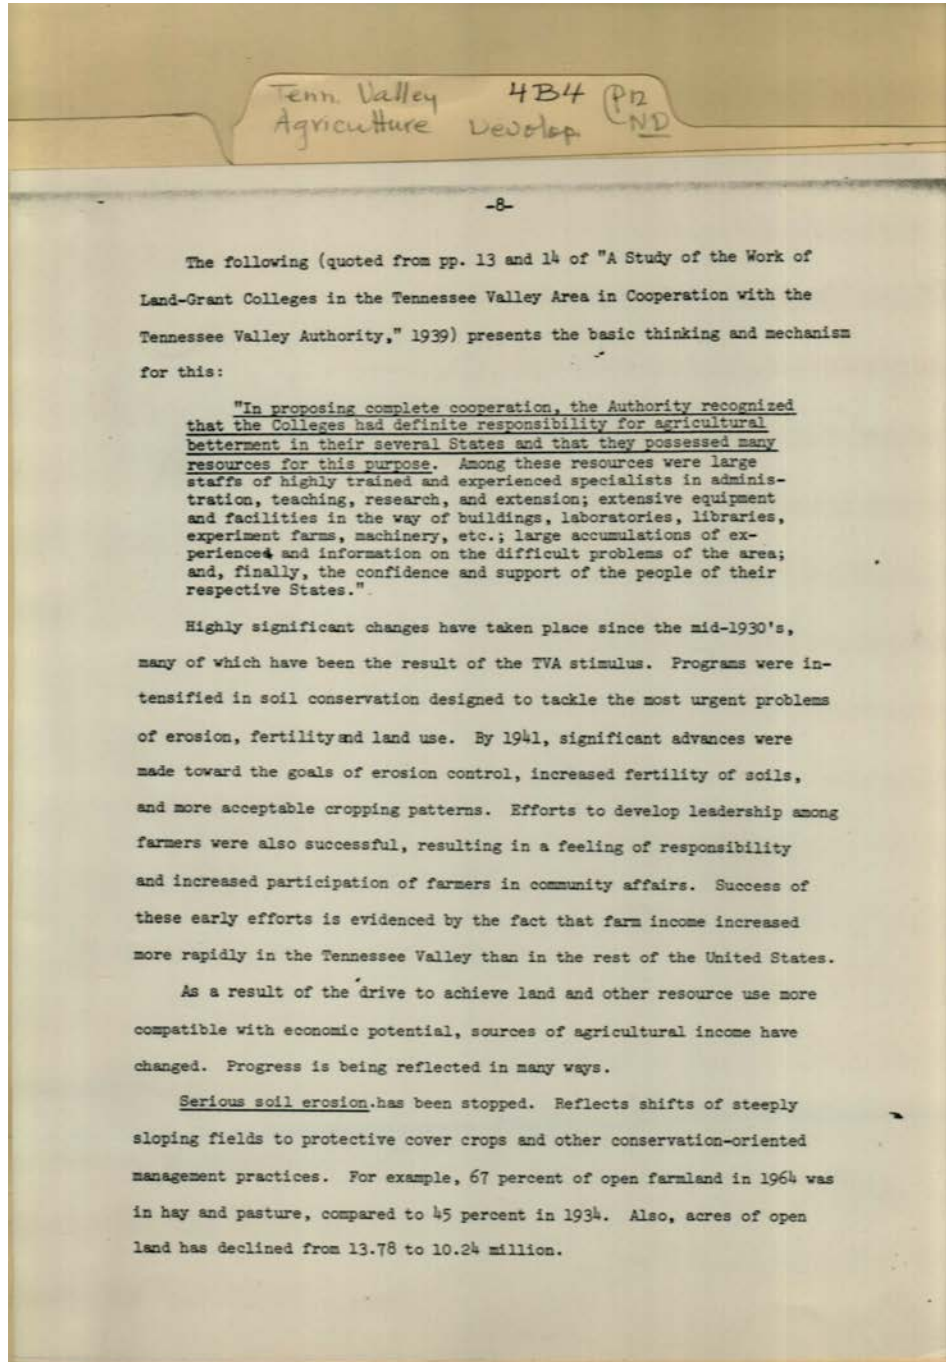 Tenn. Valley 4B4 Pn
Agriculture Develop. ND
-8-
The following (quoted from pp. 13 and 14 of "A Study of the Work of
Land-Grant Colleges in the Tennessee Valley Area in Cooperation with the
Tennessee Valley Authority," 1939) presents the basic thinking and mechanism
for this:
"In proposing complete cooperation, the Authority recognized
that the Colleges had definite responsibility for agricultural
betterment in their several States and that they possessed many
resources for this purpose. Among these resources were large
staffs of highly trained and experienced specialists in adminis-
tration, teaching, research, and extension; extensive equipment
and facilities in the way of buildings, laboratories, libraries,
experiment farms, machinery, etc.; large accumulations of ex-
perienced and information on the difficult problems of the area;
and, finally, the confidence and support of the people of their
respective States."
Highly significant changes have taken place since the mid-1930's,
many of which have been the result of the TVA stimulus. Programs were in-
tensified in soil conservation designed to tackle the most urgent problems
of erosion, fertility and land use. By 1941, significant advances were
made toward the goals of erosion control, increased fertility of soils,
and more acceptable cropping patterns. Efforts to develop leadership among
farmers were also successful, resulting in a feeling of responsibility
and increased participation of farmers in community affairs. Success of
these early efforts is evidenced by the fact that farm income increased
more rapidly in the Tennessee Valley than in the rest of the United States.
As a result of the drive to achieve land and other resource use more
compatible with economic potential, sources of agricultural income have
changed. Progress is being reflected in many ways.
Serious soil erosion.has been stopped. Reflects shifts of steeply
sloping fields to protective cover crops and other conservation-oriented
management practices. For example, 67 percent of open farmland in 1964 was
in hay and pasture, compared to 45 percent in 1934. Also, acres of open
land has declined from 13.78 to 10.24 million.